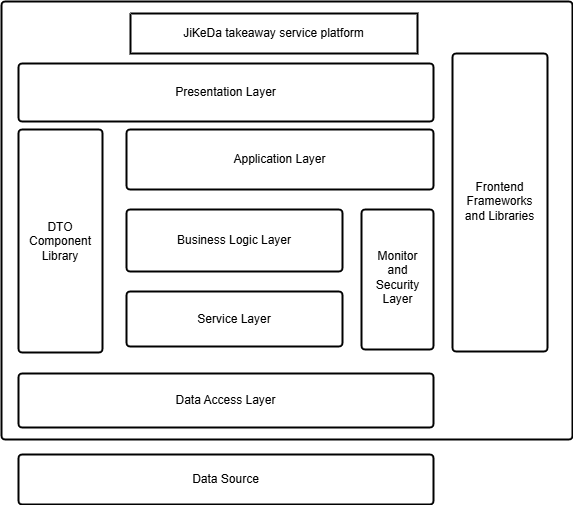 JiKeDa takeaway service platform
Presentation Layer
Application Layer
DTO
Component
Library
Business Logic Layer
Service Layer
Monitor
and
Security
Layer
Frontend
Frameworks
and Libraries
Data Access Layer
Data Source